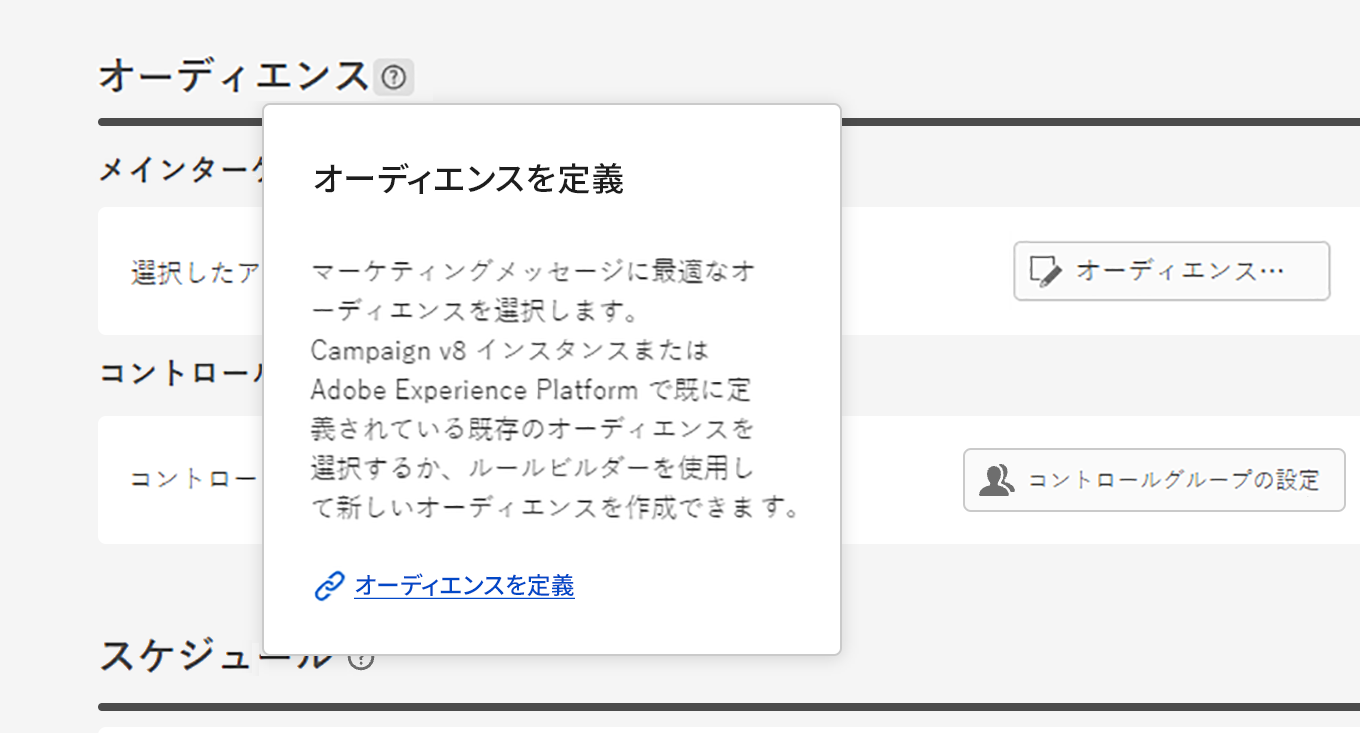 オーディエンス
メインターゲ
オーディエンスを定義
選択したア
マーケティングメッセージに最適なオ
ーディエンスを選択します。
Campaign v8 インスタンスまたは
Adobe Experience Platform で既に定
義されている既存のオーディエンスを
選択するか、ルールビルダーを使用し
て新しいオーディエンスを作成できます。
オーディエンス…
コントロール
コントロー
コントロールグループの設定
オーディエンスを定義
スケジュール